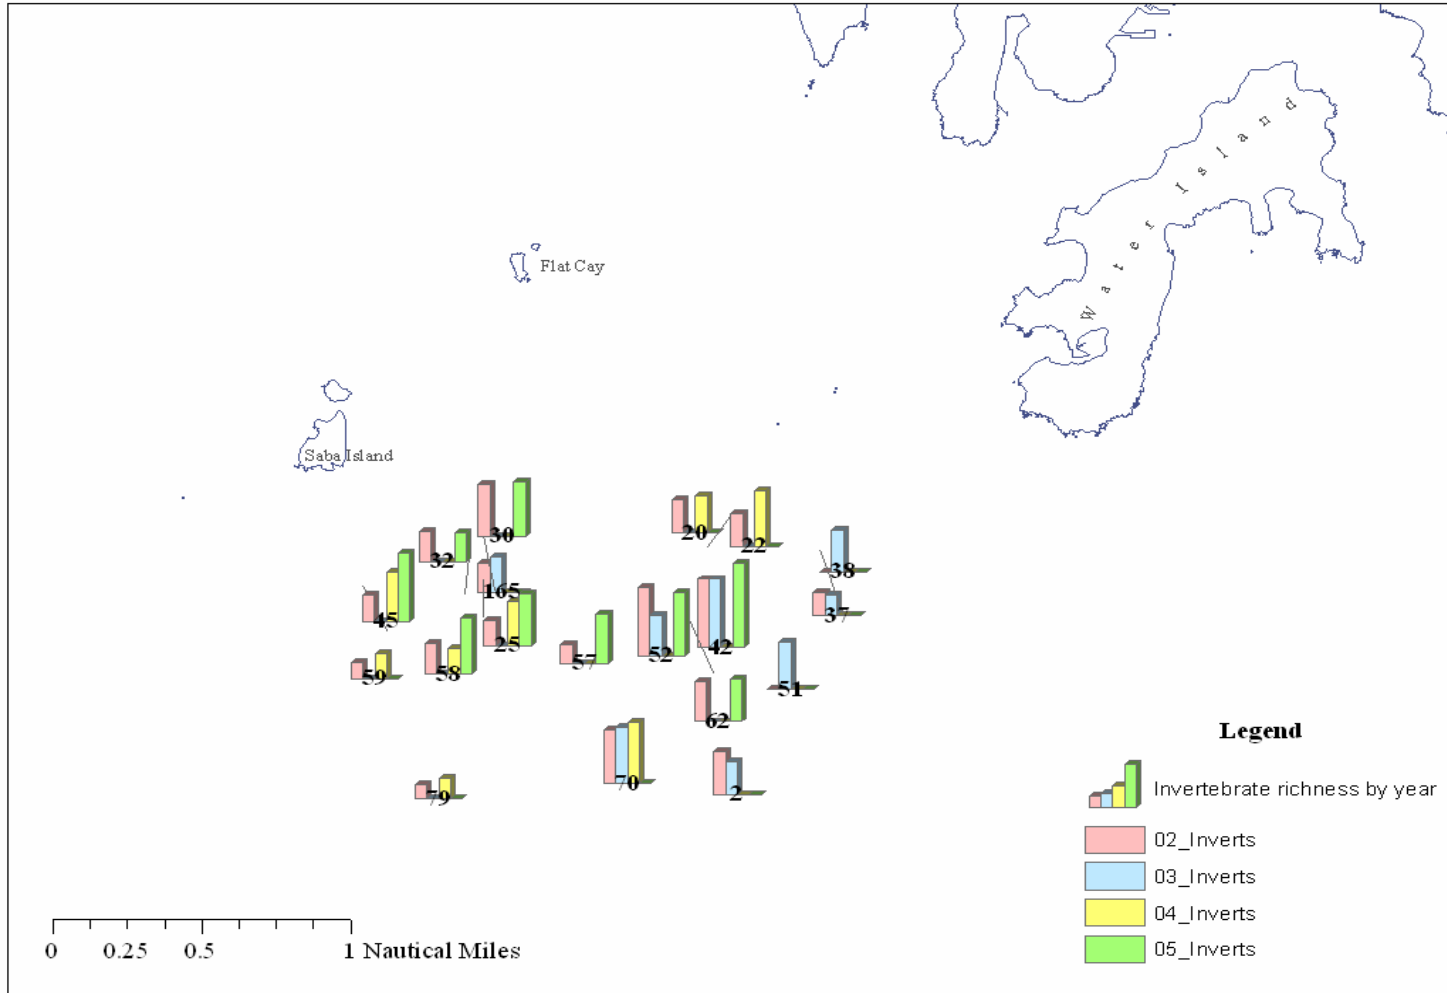 Water Island
Flat Cay
Saba Island
30
20
22
32
38
165
45
37
25
42
52
57
58
59
51
62
70
2
79
Legend
Invertebrate richness by year
02_Inverts
03_Inverts
04_Inverts
05_Inverts
0 0.25 0.5 1 Nautical Miles